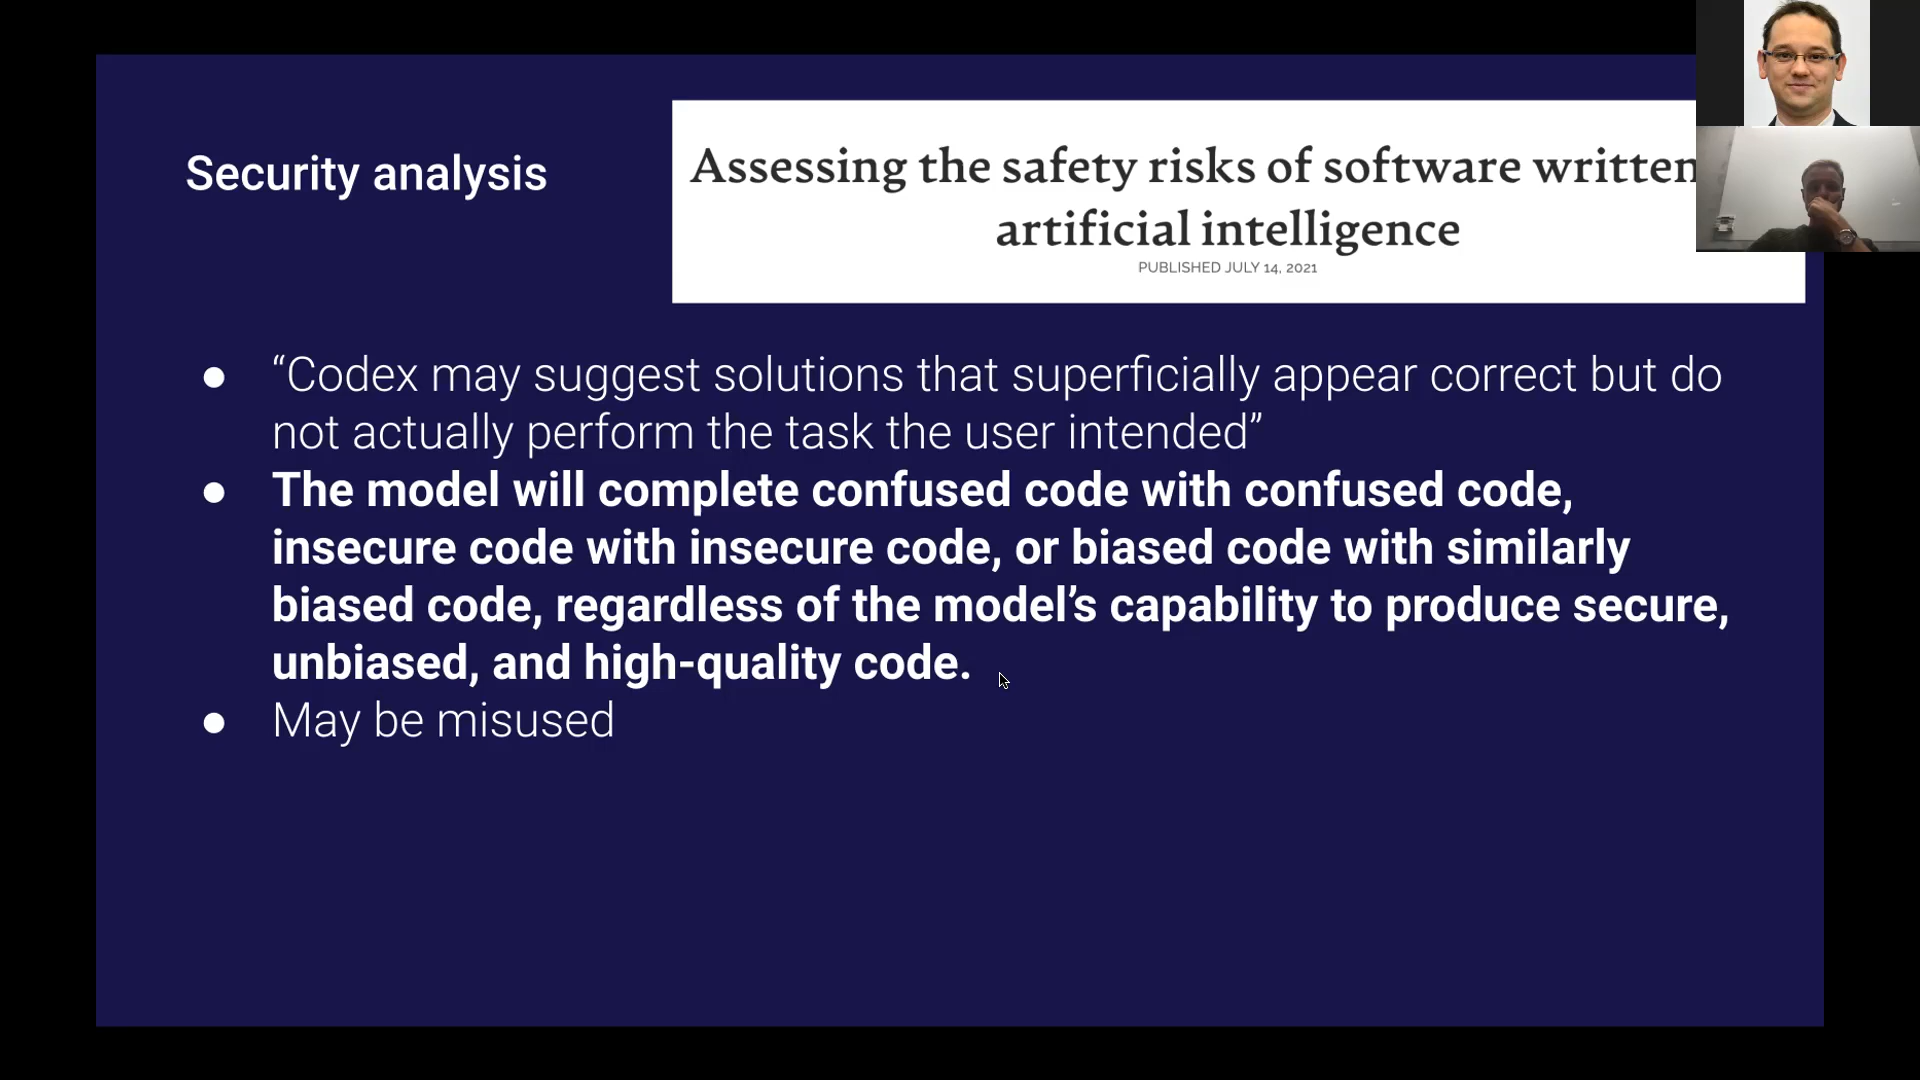 Security analysis
Assessing the safety risks of software written
artificial intelligence
PUBLISHED JULY 14, 2021
● “Codex may suggest solutions that superficially appear correct but do
not actually perform the task the user intended”
● The model will complete confused code with confused code,
insecure code with insecure code, or biased code with similarly
biased code, regardless of the model’s capability to produce secure,
unbiased, and high-quality code.
● May be misused